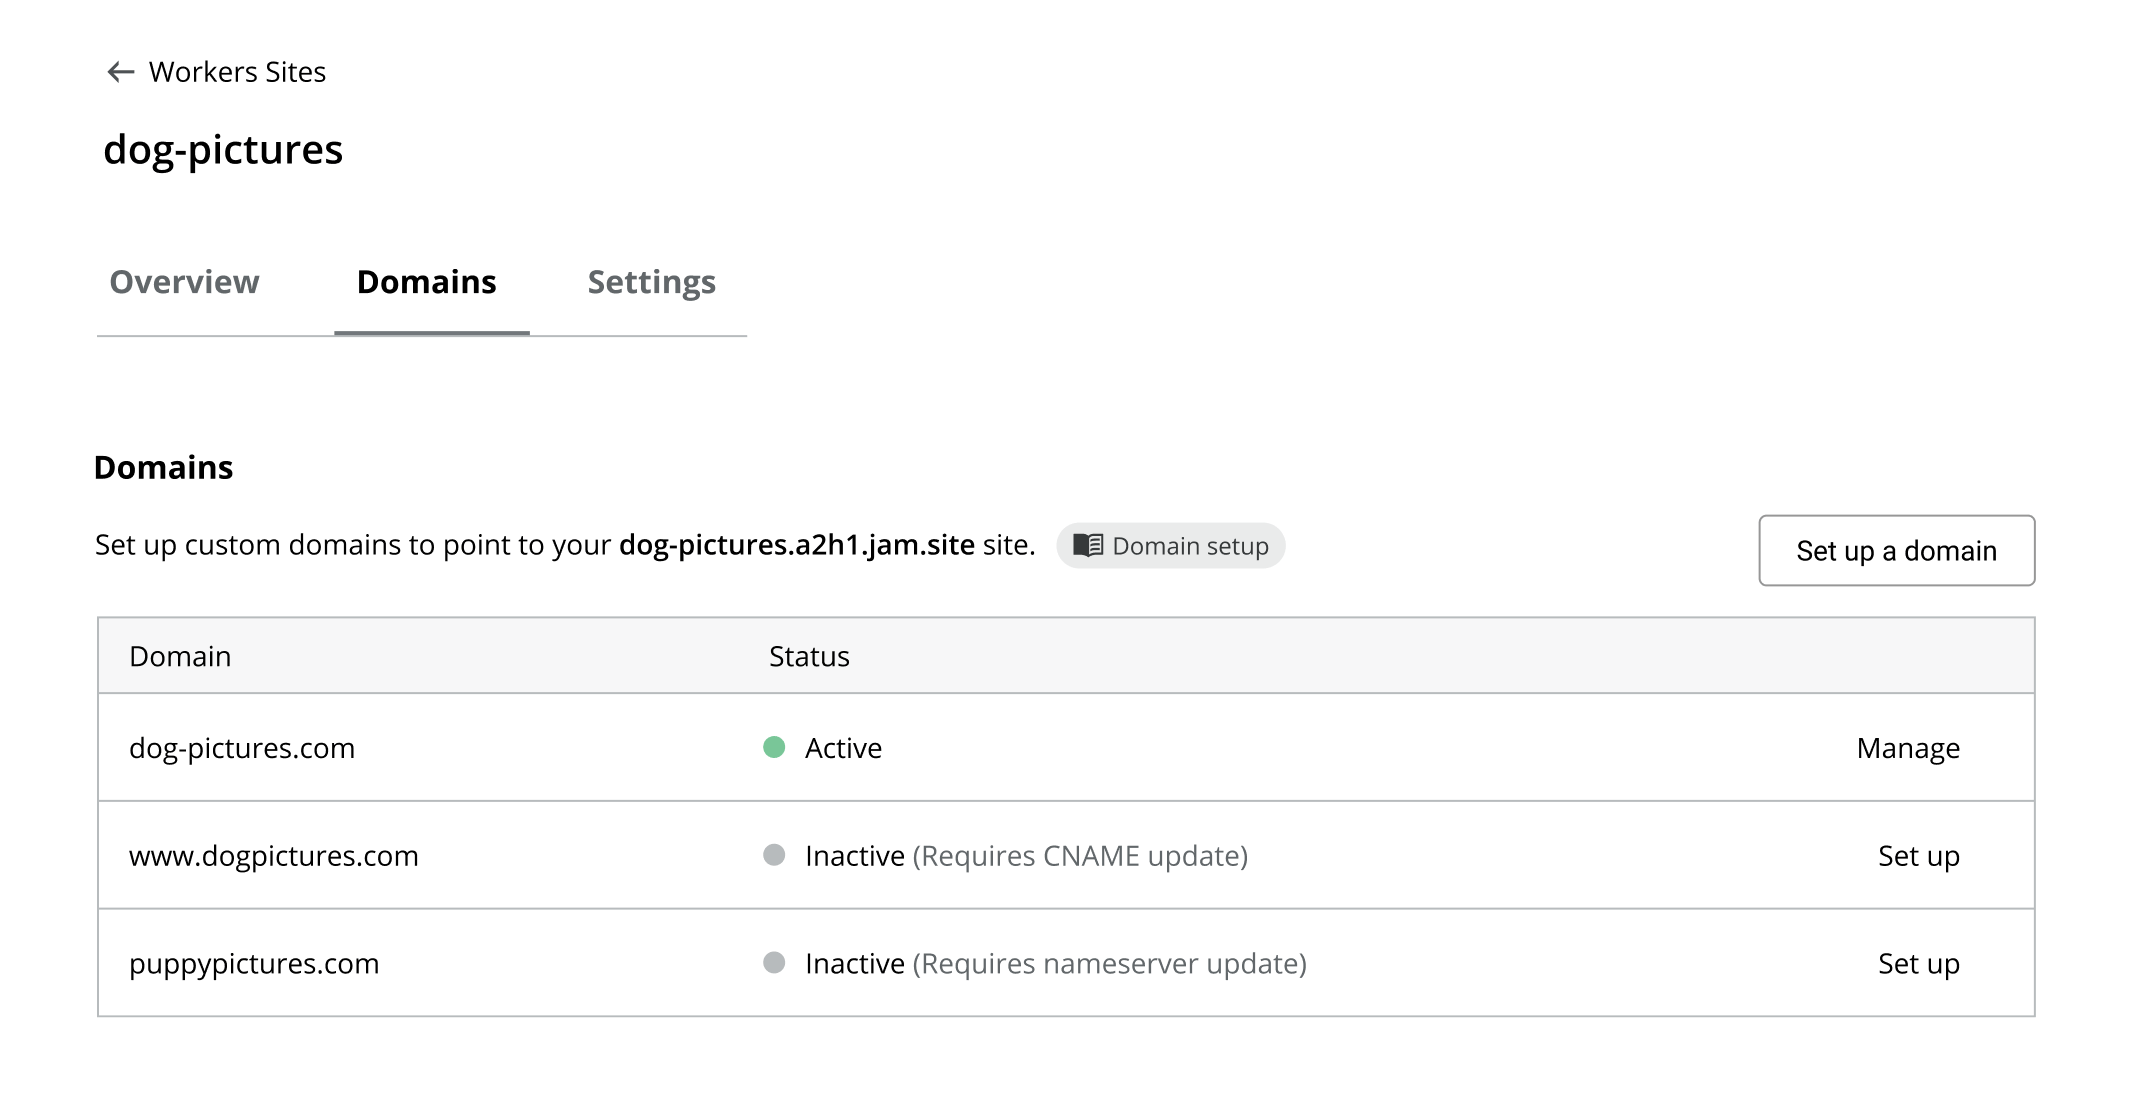 Workers Sites
dog-pictures
Overview Domains Settings
Domains
Set up custom domains to point to your dog-pictures.a2h1.jam.site site. Domain setup Set up a domain
Domain Status
dog-pictures.com Active Manage
www.dogpictures.com Inactive (Requires CNAME update) Set up
puppypictures.com Inactive (Requires nameserver update) Set up